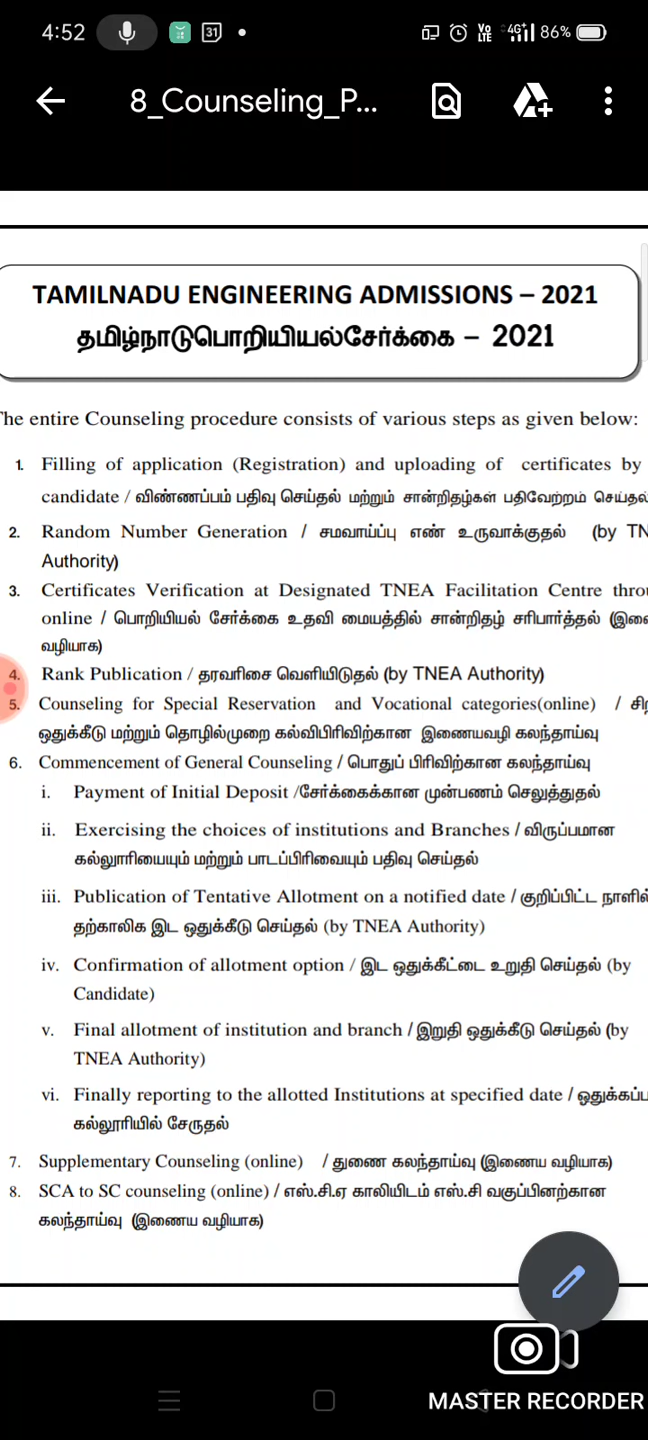 4:52
31
Vo LTE 4G+ 86%
8_Counseling_P...
TAMILNADU ENGINEERING ADMISSIONS – 2021
தமிழ்நாடுபொறியியல்சேர்க்கை – 2021
The entire Counseling procedure consists of various steps as given below:
1. Filling of application (Registration) and uploading of certificates by
candidate / விண்ணப்பம் பதிவு செய்தல் மற்றும் சான்றிதழ்கள் பதிவேற்றம் செய்தல்
2. Random Number Generation / சமவாய்ப்பு எண் உருவாக்குதல் (by TN
Authority)
3. Certificates Verification at Designated TNEA Facilitation Centre throu
online / பொறியியல் சேர்க்கை உதவி மையத்தில் சான்றிதழ் சரிபார்த்தல் (இணை
வழியாக)
4. Rank Publication / தரவரிசை வெளியிடுதல் (by TNEA Authority)
5. Counseling for Special Reservation and Vocational categories(online) / சிற
ஒதுக்கீடு மற்றும் தொழில்முறை கல்விபிரிவிற்கான இணையவழி கலந்தாய்வு
6. Commencement of General Counseling / பொதுப் பிரிவிற்கான கலந்தாய்வு
i. Payment of Initial Deposit /சேர்க்கைக்கான முன்பணம் செலுத்துதல்
ii. Exercising the choices of institutions and Branches / விருப்பமான
கல்லூரியையும் மற்றும் பாடப்பிரிவையும் பதிவு செய்தல்
iii. Publication of Tentative Allotment on a notified date / குறிப்பிட்ட நாளில்
தற்காலிக இட ஒதுக்கீடு செய்தல் (by TNEA Authority)
iv. Confirmation of allotment option / இட ஒதுக்கீட்டை உறுதி செய்தல் (by
Candidate)
v. Final allotment of institution and branch / இறுதி ஒதுக்கீடு செய்தல் (by
TNEA Authority)
vi. Finally reporting to the allotted Institutions at specified date / ஒதுக்கப்ப
கல்லூரியில் சேருதல்
7. Supplementary Counseling (online) / துணை கலந்தாய்வு (இணைய வழியாக)
8. SCA to SC counseling (online) / எஸ்.சி.ஏ காலியிடம் எஸ்.சி வகுப்பினற்கான
கலந்தாய்வு (இணைய வழியாக)
MASTER RECORDER